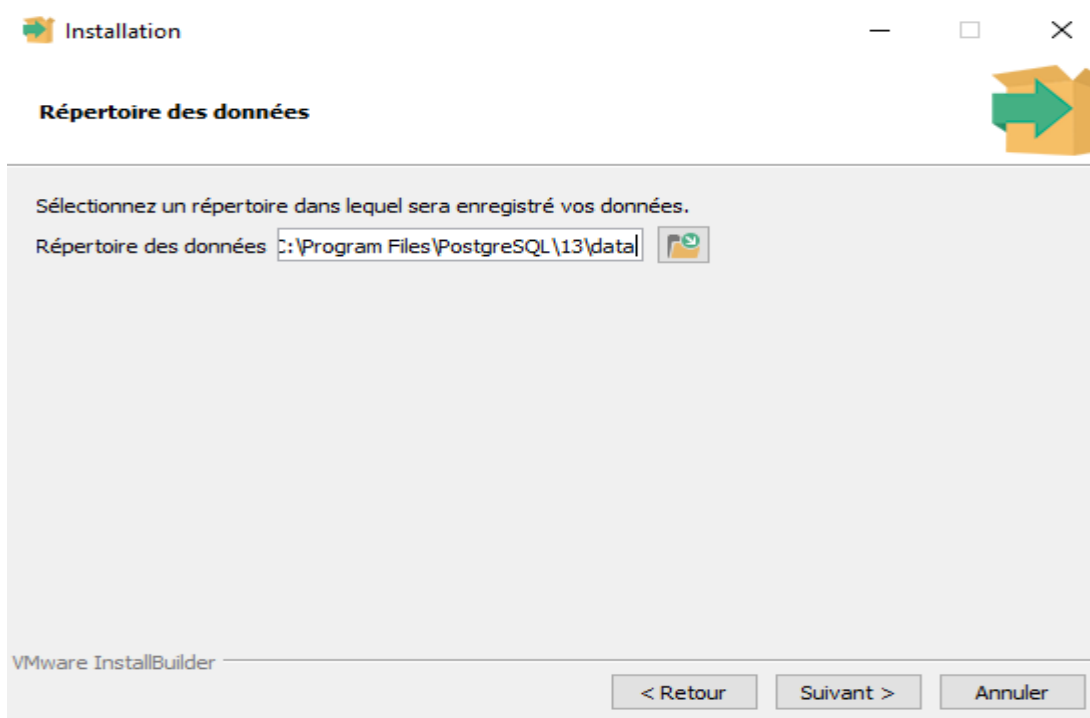 Installation
Répertoire des données
Sélectionnez un répertoire dans lequel sera enregistré vos données.
Répertoire des données C:\Program Files\PostgreSQL\13\data
VMware InstallBuilder
< Retour Suivant > Annuler